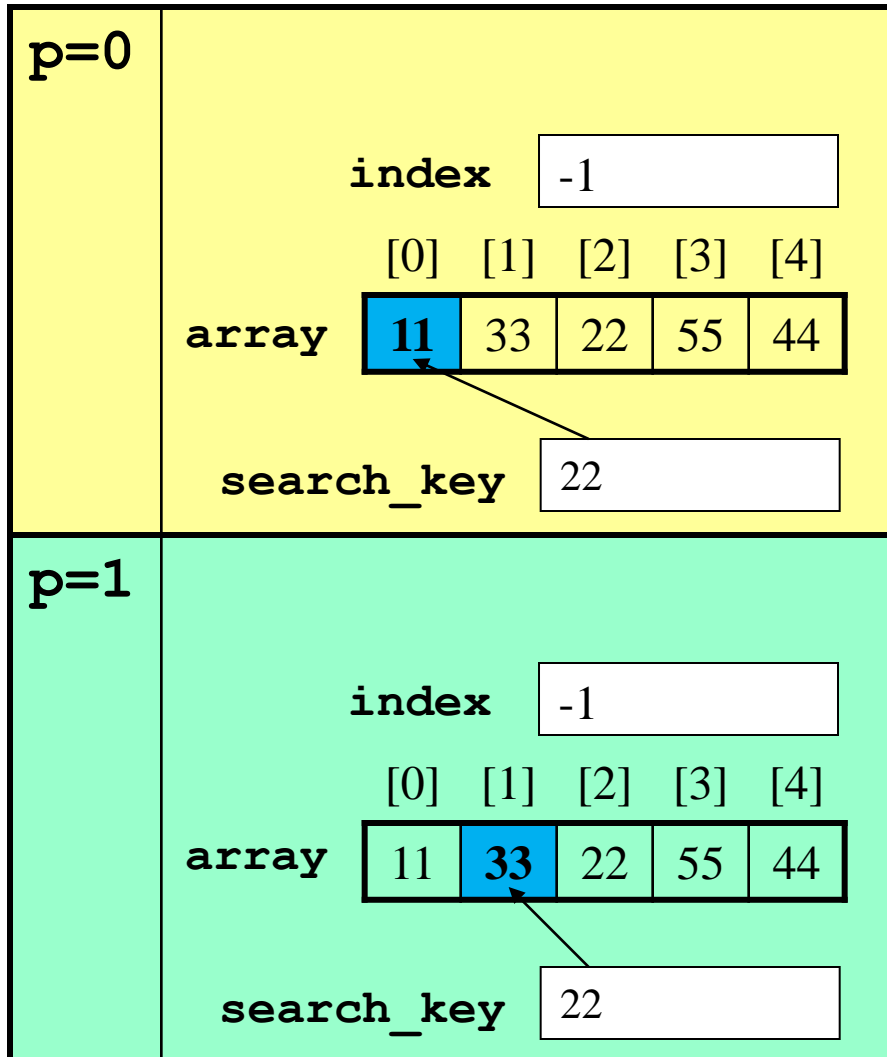 p=0
index -1
[0] [1] [2] [3] [4]
array 11 33 22 55 44
search_key 22
p=1
index -1
[0] [1] [2] [3] [4]
array 11 33 22 55 44
search_key 22